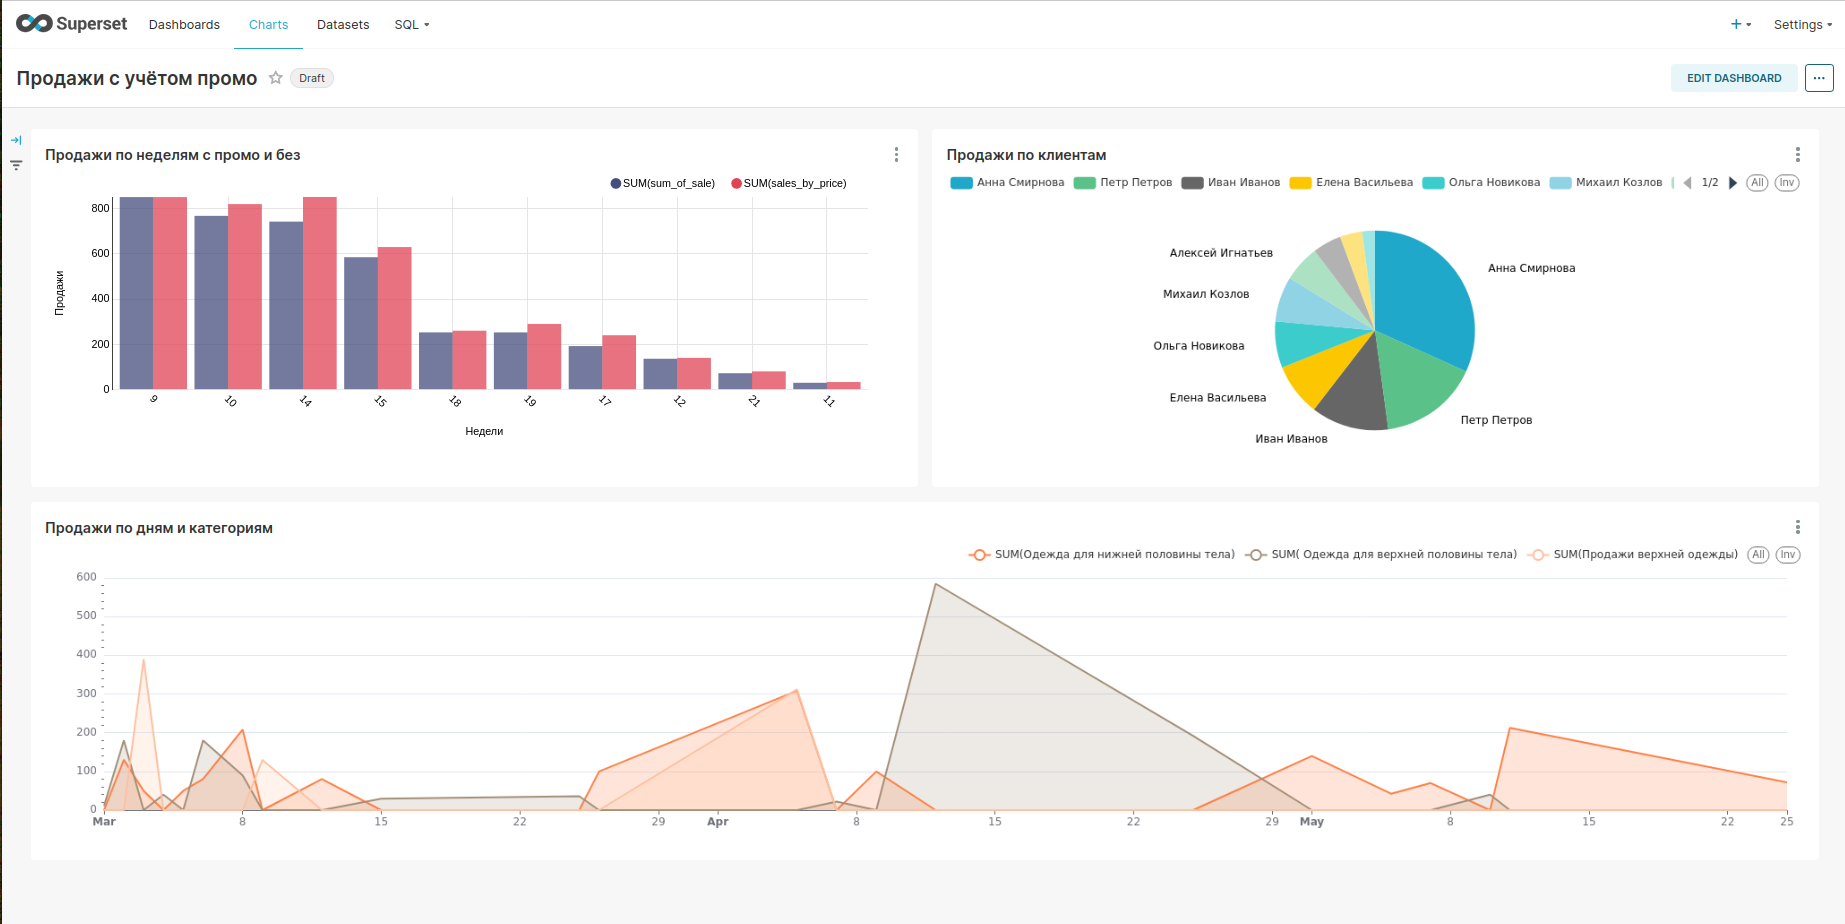 Superset Dashboards Charts Datasets SQL + Settings
Продажи с учётом промо Draft EDIT DASHBOARD ...
Продажи по неделям с промо и без
SUM(sum_of_sale) SUM(sales_by_price)
800
600
400
200
0
Продажи
9 10 14 15 18 19 17 12 21 11
Недели
Продажи по клиентам
Анна Смирнова Петр Петров Иван Иванов Елена Васильева Ольга Новикова Михаил Козлов 1/2 All Inv
Алексей Игнатьев
Анна Смирнова
Михаил Козлов
Ольга Новикова
Елена Васильева
Петр Петров
Иван Иванов
Продажи по дням и категориям
SUM(Одежда для нижней половины тела) SUM( Одежда для верхней половины тела) SUM(Продажи верхней одежды) All Inv
600
500
400
300
200
100
0
Mar 8 15 22 29 Apr 8 15 22 29 May 8 15 22 25